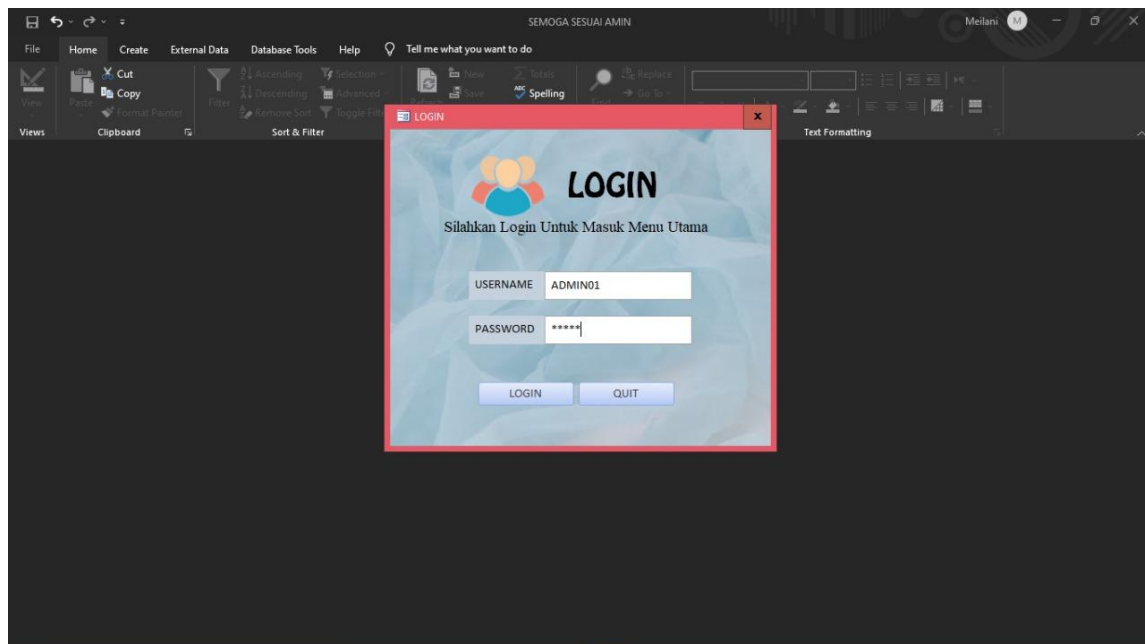 SEMOGA SESUAI AMIN
Meilani M
File Home Create External Data Database Tools Help Tell me what you want to do
View
Paste
Cut
Copy
Format Painter
Filter
Ascending
Descending
Remove Sort
Selection
Advanced
Toggle Filt
Refresh
New
Save
Totals
Spelling
Find
Replace
Go To
Views Clipboard Sort & Filter Text Formatting
LOGIN
LOGIN
Silahkan Login Untuk Masuk Menu Utama
USERNAME ADMIN01
PASSWORD *****
LOGIN QUIT